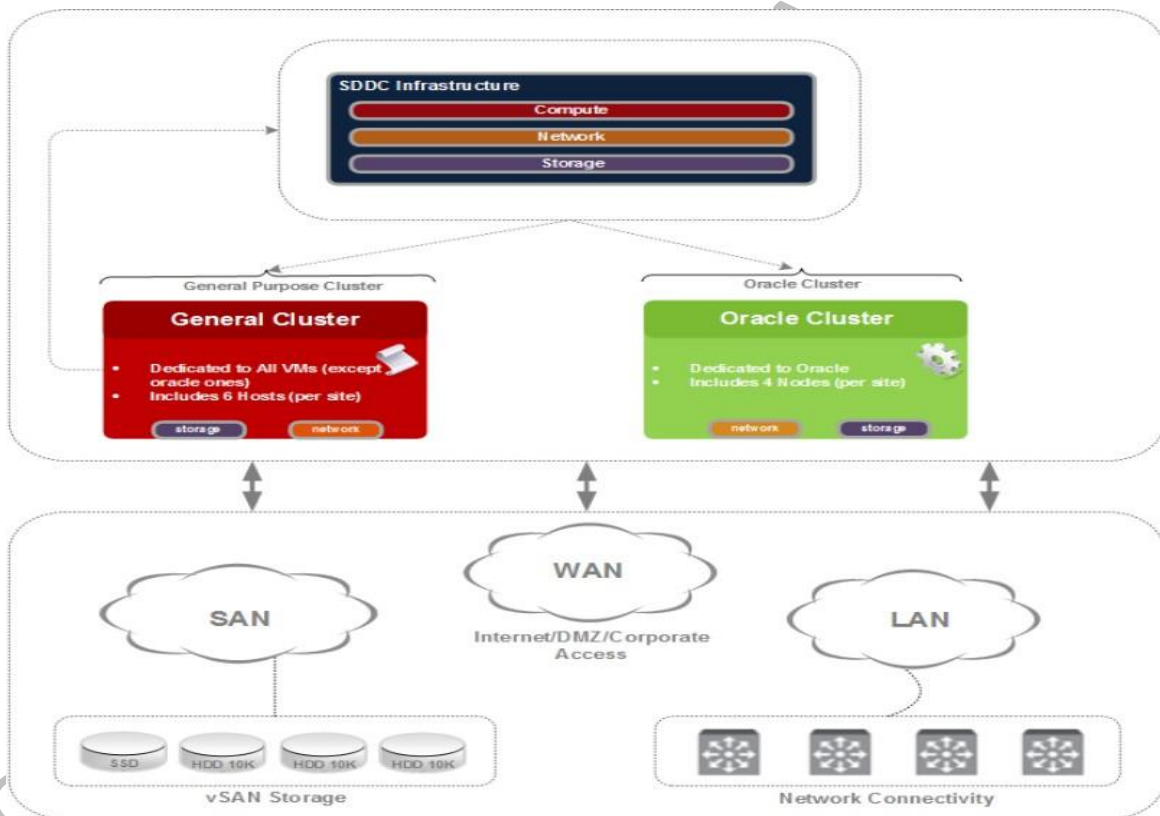 SDDC Infrastructure
Compute
Network
Storage
General Purpose Cluster
Oracle Cluster
General Cluster
• Dedicated to All VMs (except
oracle ones)
• Includes 6 Hosts (per site)
storage
network
Oracle Cluster
• Dedicated to Oracle
• Includes 4 Nodes (per site)
network
storage
SAN
WAN
Internet/DMZ/Corporate
Access
LAN
SSD
HDD 10K
HDD 10K
HDD 10K
vSAN Storage
Network Connectivity